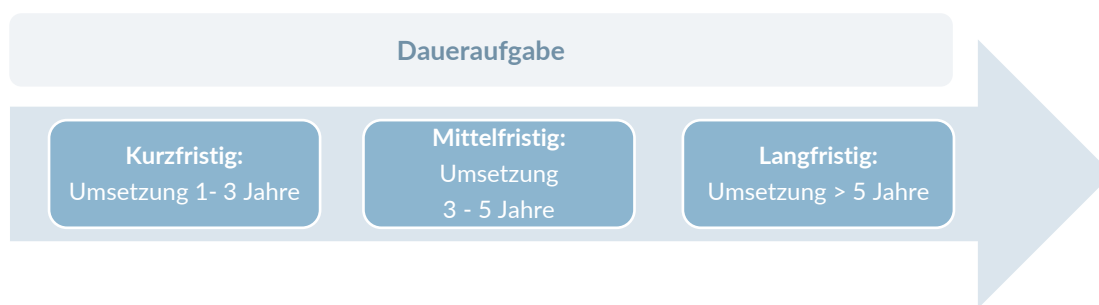 Daueraufgabe
Kurzfristig:
Umsetzung 1- 3 Jahre
Mittelfristig:
Umsetzung
3 - 5 Jahre
Langfristig:
Umsetzung > 5 Jahre